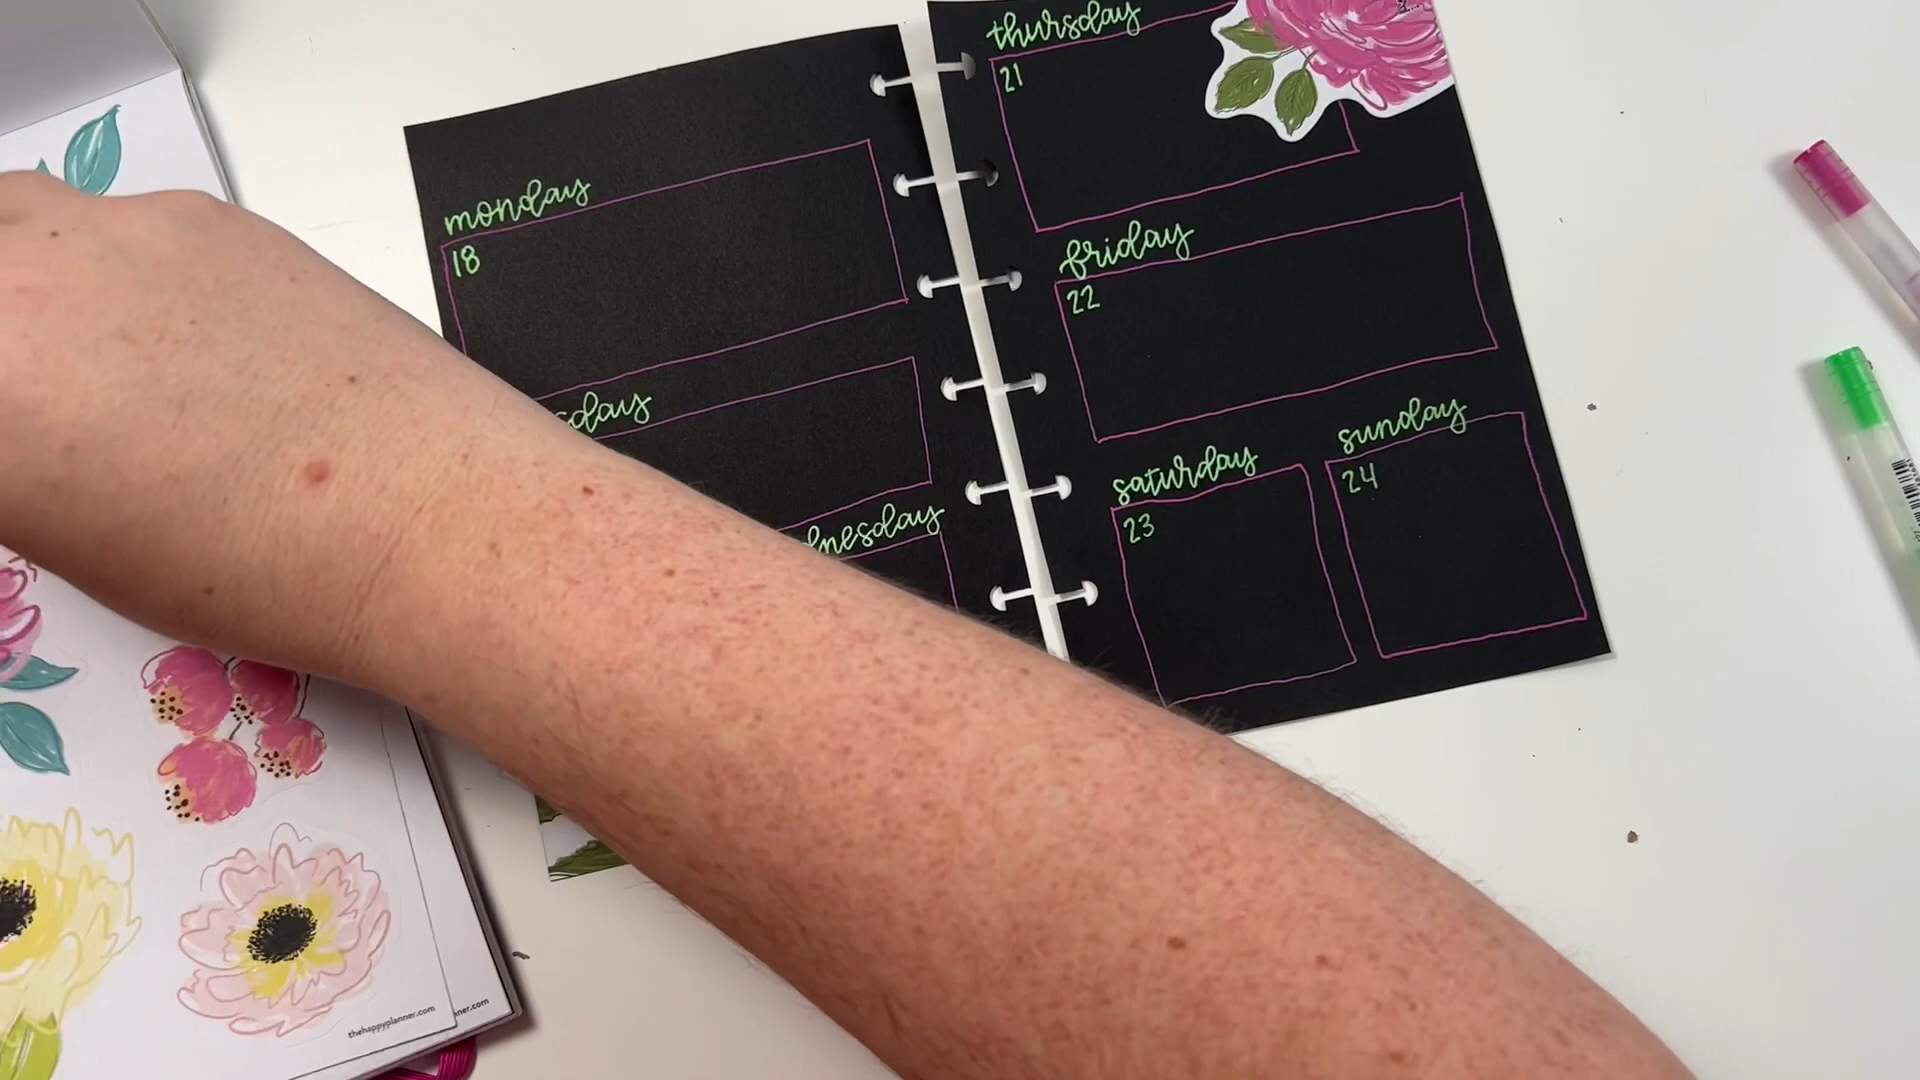 monday
18
thursday
21
friday
22
saturday
23
sunday
24
thehappyplanner.com